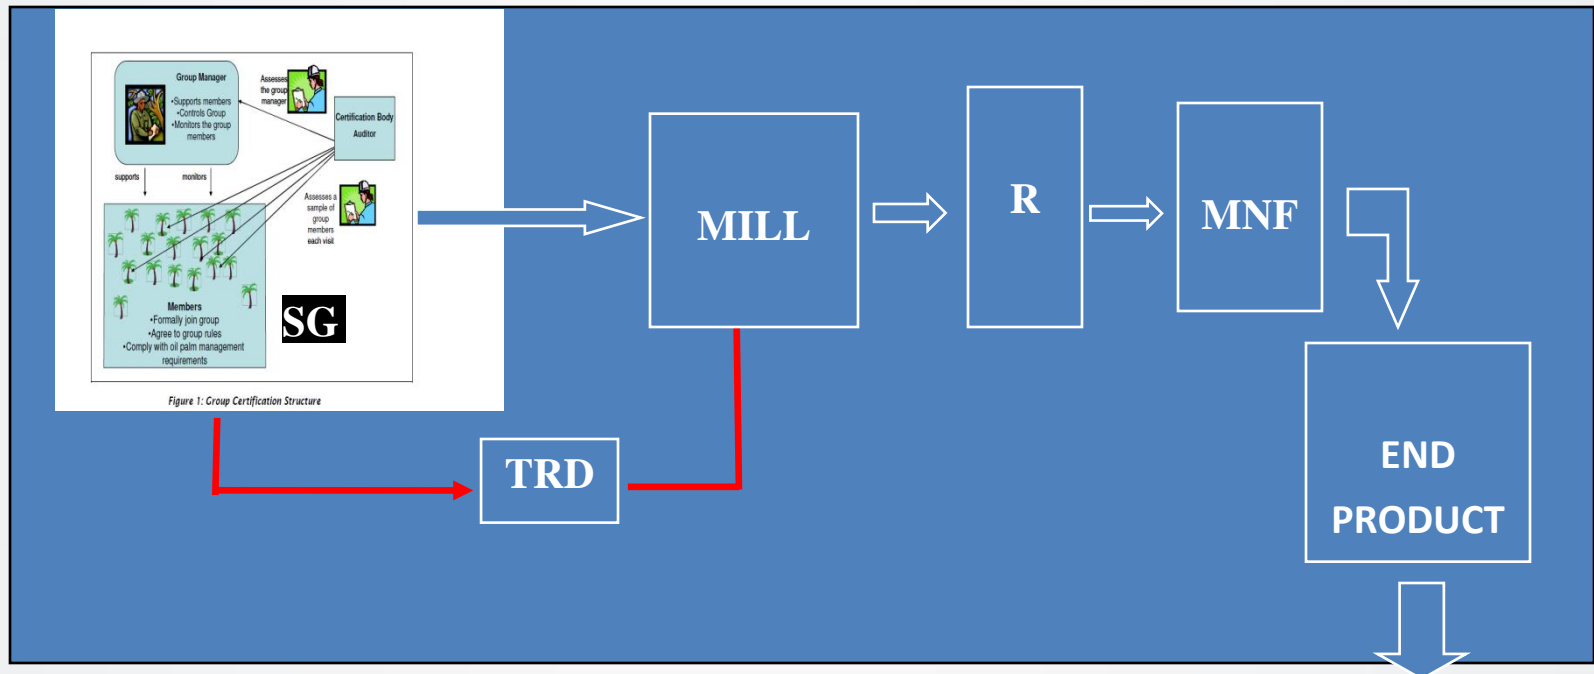 Group Manager
•Supports members
•Controls Group
•Monitors the group
members
Assesses
the group
manager
Certification Body
Auditor
supports
monitors
Assesses a
sample of
group
members
each visit
Members
•Formally join group
•Agree to group rules
•Comply with oil palm management
requirements
SG
Figure 1: Group Certification Structure
MILL
R
MNF
TRD
END
PRODUCT